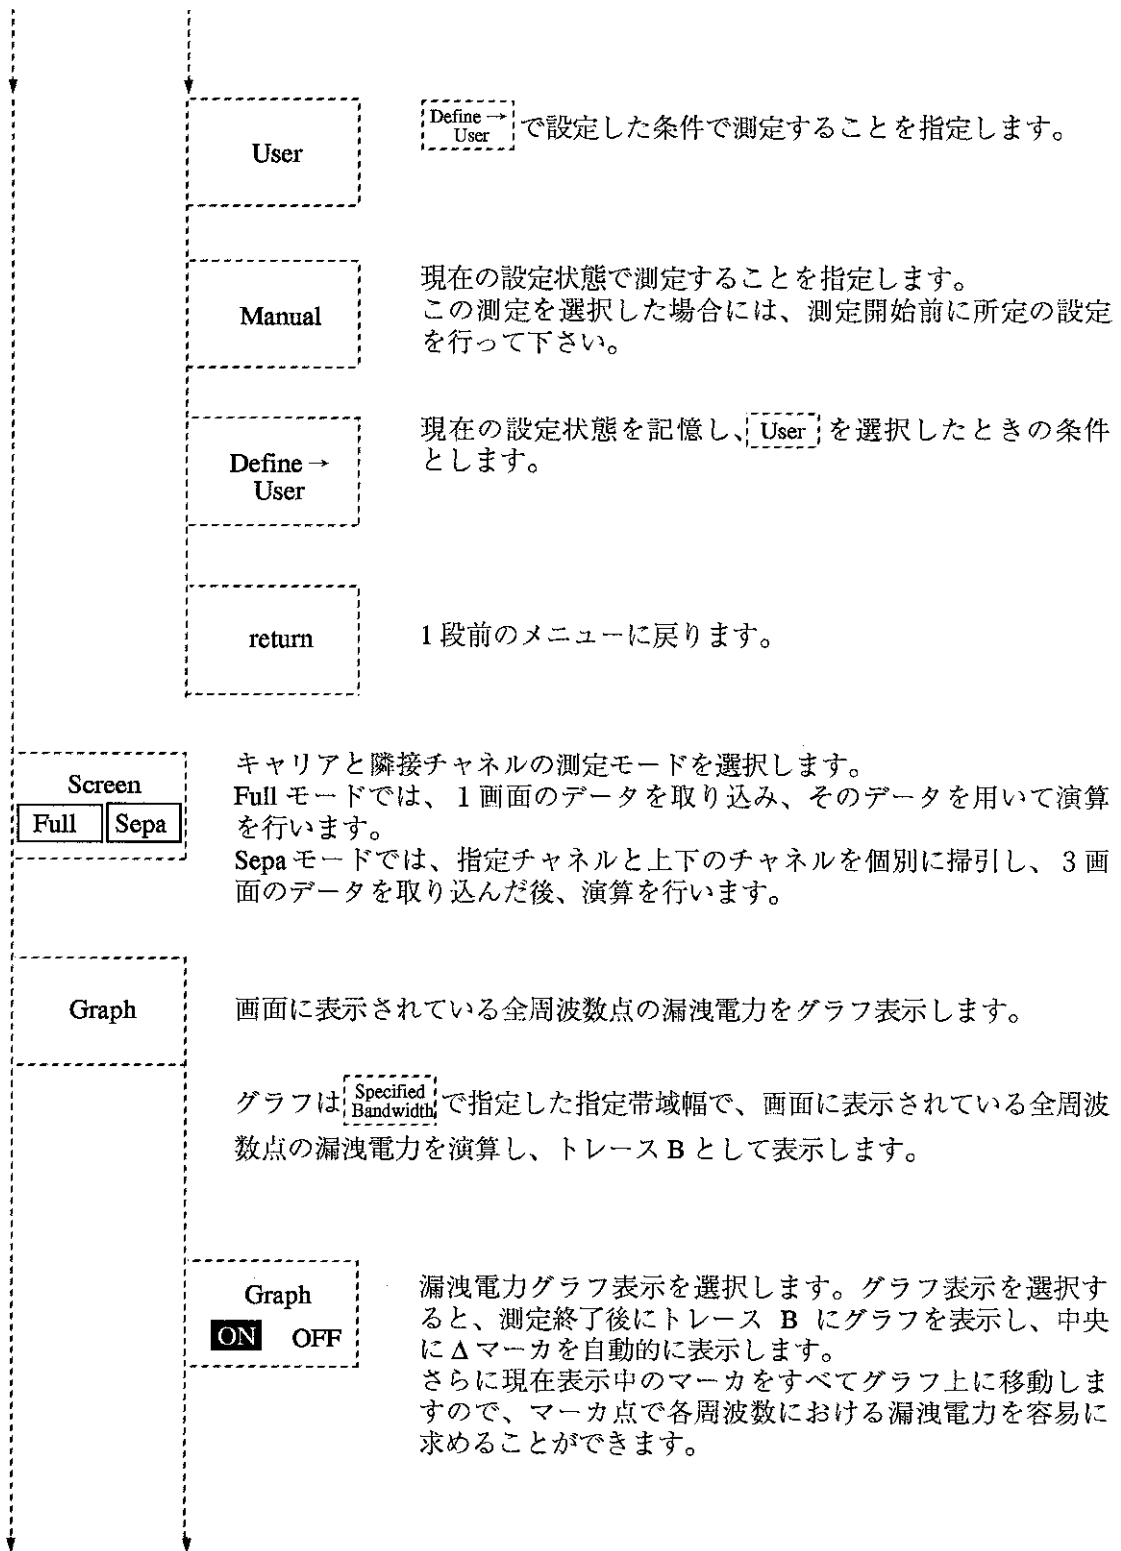 User
Define → User で設定した条件で測定することを指定します。
Manual
現在の設定状態で測定することを指定します。
この測定を選択した場合には、測定開始前に所定の設定
を行って下さい。
Define →
User
現在の設定状態を記憶し、 User を選択したときの条件
とします。
return
1段前のメニューに戻ります。
Screen
Full Sepa
キャリアと隣接チャネルの測定モードを選択します。
Full モードでは、1画面のデータを取り込み、そのデータを用いて演算
を行います。
Sepa モードでは、指定チャネルと上下のチャネルを個別に掃引し、3画
面のデータを取り込んだ後、演算を行います。
Graph
画面に表示されている全周波数点の漏洩電力をグラフ表示します。
グラフは Specified Bandwidth で指定した指定帯域幅で、画面に表示されている全周波
数点の漏洩電力を演算し、トレース B として表示します。
Graph
ON OFF
漏洩電力グラフ表示を選択します。グラフ表示を選択す
ると、測定終了後にトレース B にグラフを表示し、中央
に Δ マーカを自動的に表示します。
さらに現在表示中のマーカをすべてグラフ上に移動しま
すので、マーカ点で各周波数における漏洩電力を容易に
求めることができます。